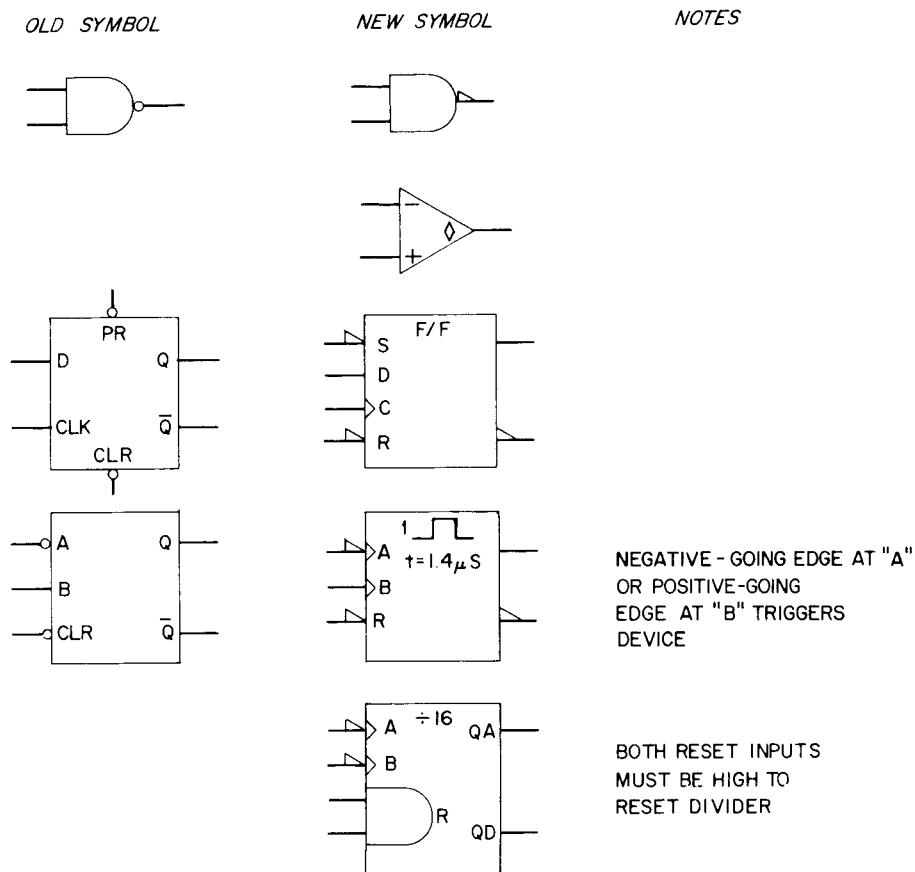 OLD SYMBOL
NEW SYMBOL
NOTES
−
+
PR
D Q
CLK Q̅
CLR
F/F
S
D
C
R
A Q
B
CLR Q̅
1
t=1.4μS
A
B
R
NEGATIVE-GOING EDGE AT "A"
OR POSITIVE-GOING
EDGE AT "B" TRIGGERS
DEVICE
÷16
A QA
B
R
QD
BOTH RESET INPUTS
MUST BE HIGH TO
RESET DIVIDER